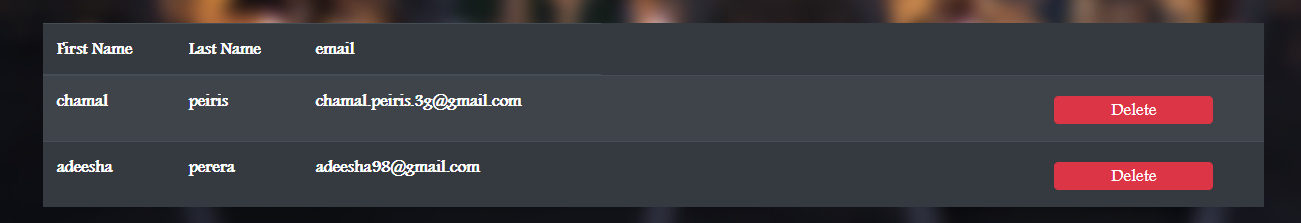 First Name Last Name email
chamal peiris chamal.peiris.3g@gmail.com Delete
adeesha perera adeesha98@gmail.com Delete